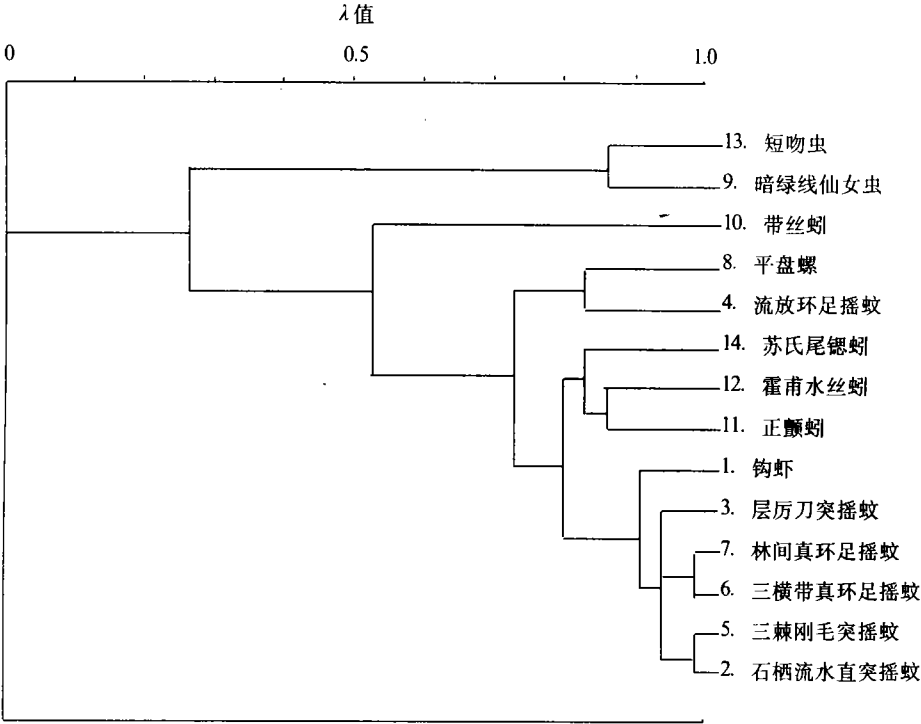 λ值
0 0.5 1.0
13. 短吻虫
9. 暗绿线仙女虫
10. 带丝蚓
8. 平盘螺
4. 流放环足摇蚊
14. 苏氏尾鳃蚓
12. 霍甫水丝蚓
11. 正颤蚓
1. 钩虾
3. 层厉刀突摇蚊
7. 林间真环足摇蚊
6. 三横带真环足摇蚊
5. 三棘刚毛突摇蚊
2. 石栖流水直突摇蚊